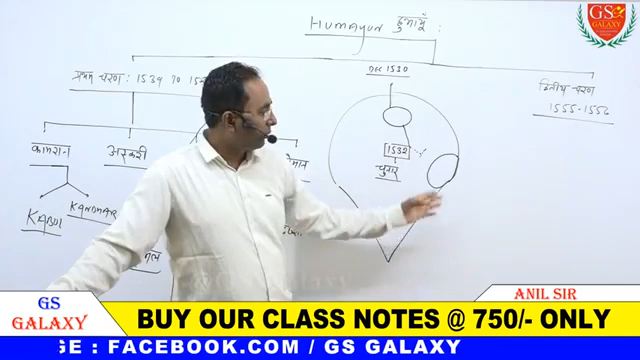 HUMAYUN हुमायूँ :
DEC 1530
प्रथम चरण : 1530 TO
द्वितीय चरण
1555-1556
कामरान
अस्करी
1532
चुनार
KABUL
KANDHAR
GS
GALAXY
GS
GALAXY
ANIL SIR
BUY OUR CLASS NOTES @ 750/- ONLY
GE : FACEBOOK.COM / GS GALAXY